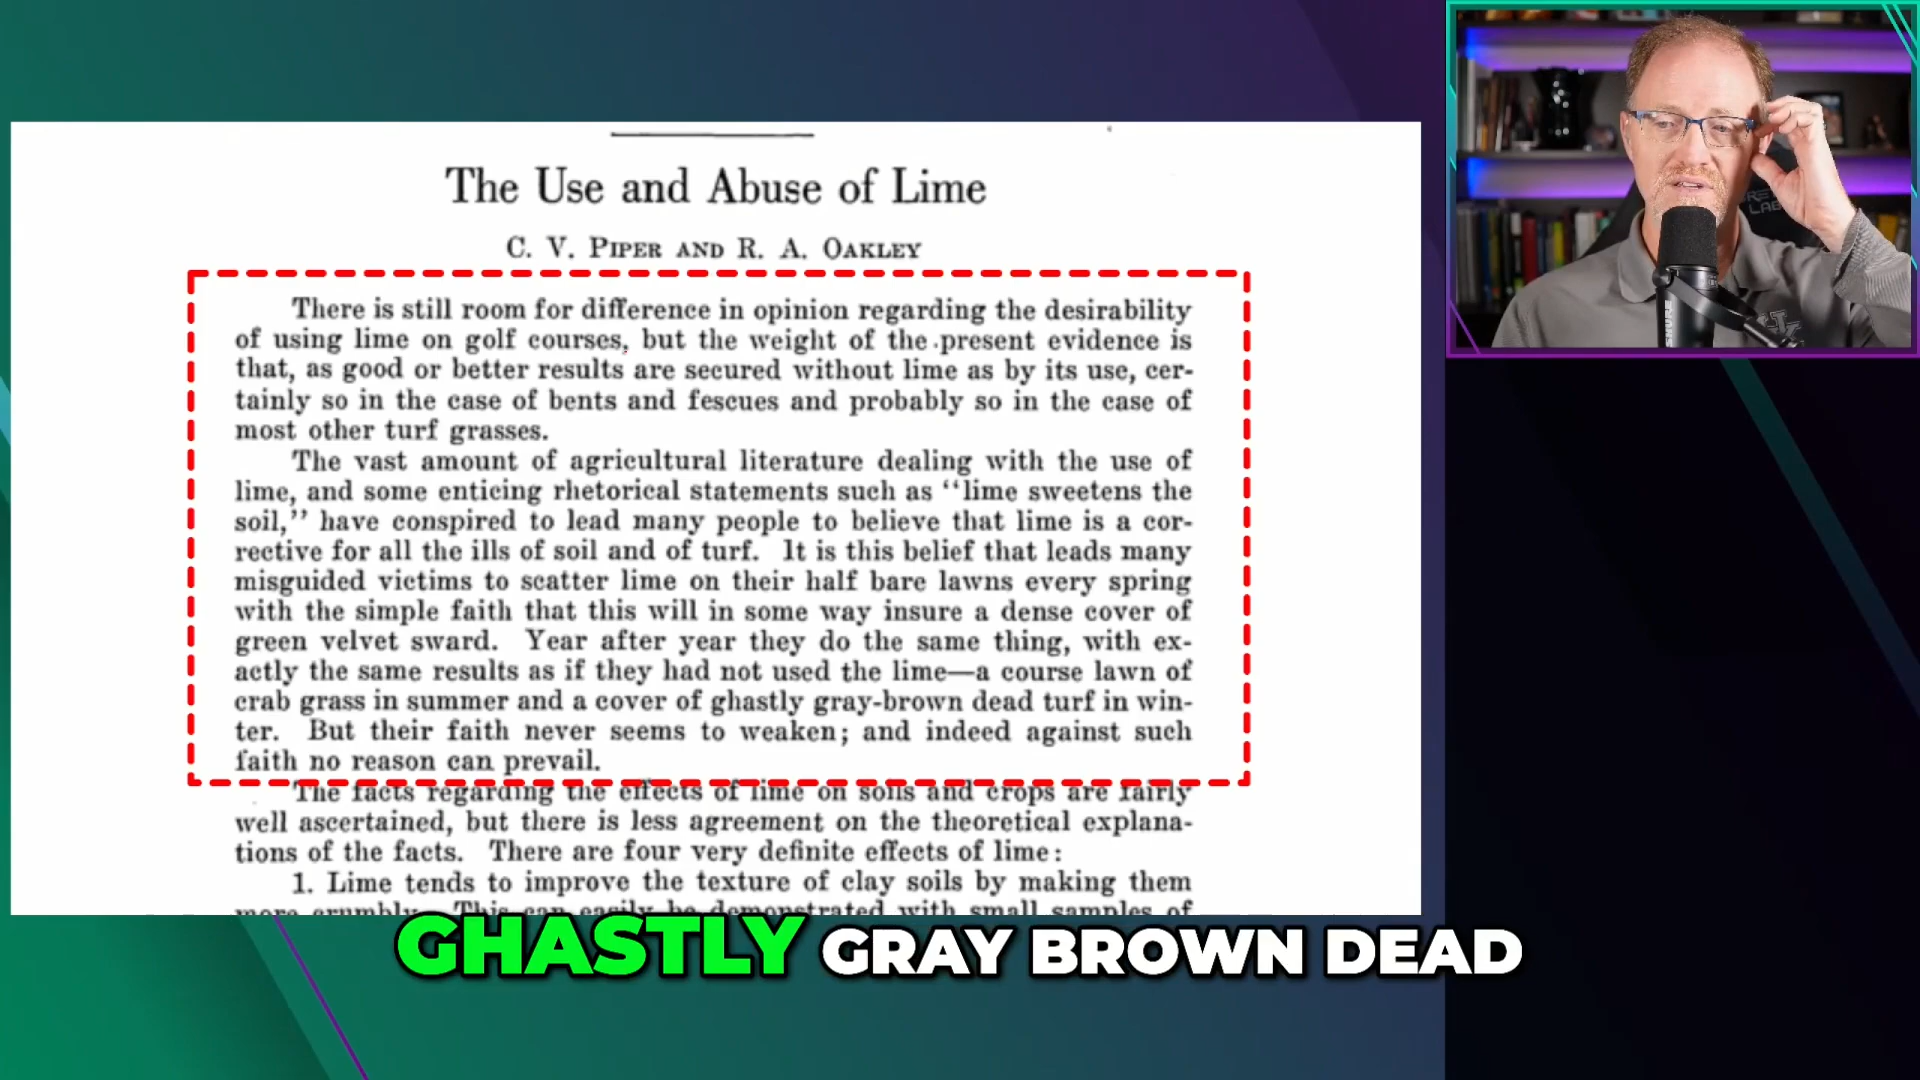 The Use and Abuse of Lime
C. V. PIPER AND R. A. OAKLEY
There is still room for difference in opinion regarding the desirability
of using lime on golf courses, but the weight of the present evidence is
that, as good or better results are secured without lime as by its use, cer-
tainly so in the case of bents and fescues and probably so in the case of
most other turf grasses.
The vast amount of agricultural literature dealing with the use of
lime, and some enticing rhetorical statements such as “lime sweetens the
soil,” have conspired to lead many people to believe that lime is a cor-
rective for all the ills of soil and of turf. It is this belief that leads many
misguided victims to scatter lime on their half bare lawns every spring
with the simple faith that this will in some way insure a dense cover of
green velvet sward. Year after year they do the same thing, with ex-
actly the same results as if they had not used the lime—a course lawn of
crab grass in summer and a cover of ghastly gray-brown dead turf in win-
ter. But their faith never seems to weaken; and indeed against such
faith no reason can prevail.
The facts regarding the effects of lime on soils and crops are fairly
well ascertained, but there is less agreement on the theoretical explana-
tions of the facts. There are four very definite effects of lime:
1. Lime tends to improve the texture of clay soils by making them
more crumbly. This can easily be demonstrated with small samples of
GHASTLY GRAY BROWN DEAD
SHURE